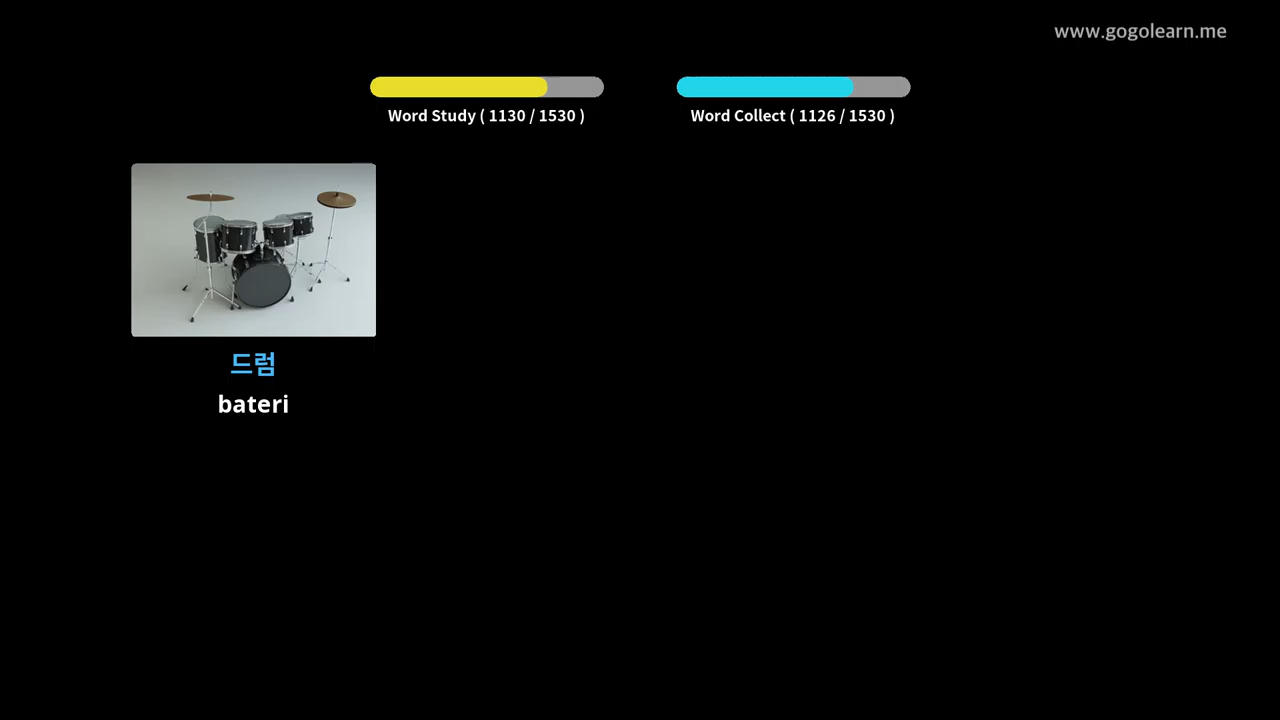 www.gogolearn.me
Word Study ( 1130 / 1530 )
Word Collect ( 1126 / 1530 )
드럼
bateri